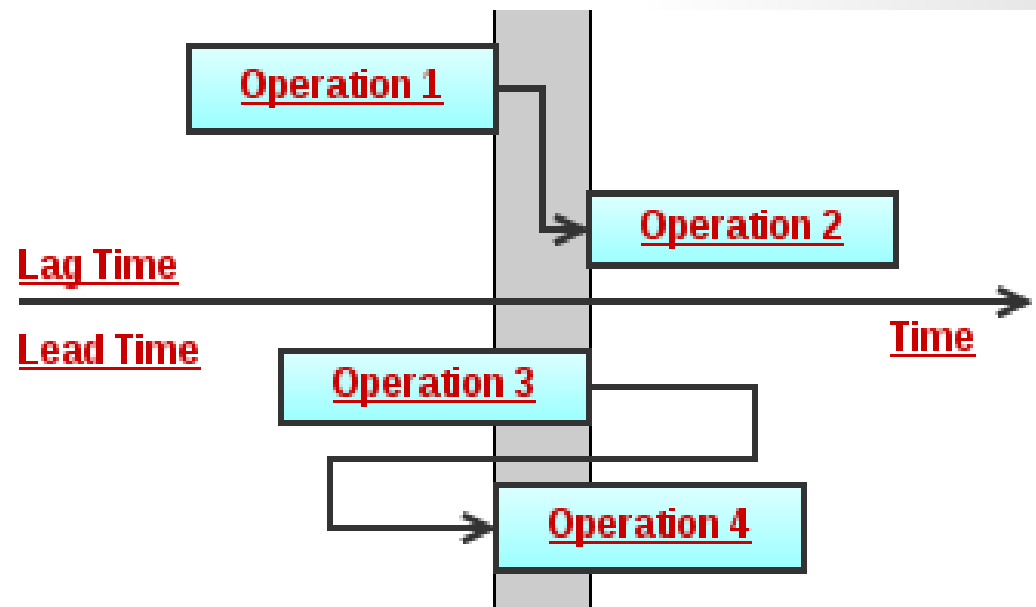 Operation 1
Operation 2
Lag Time
Lead Time
Time
Operation 3
Operation 4